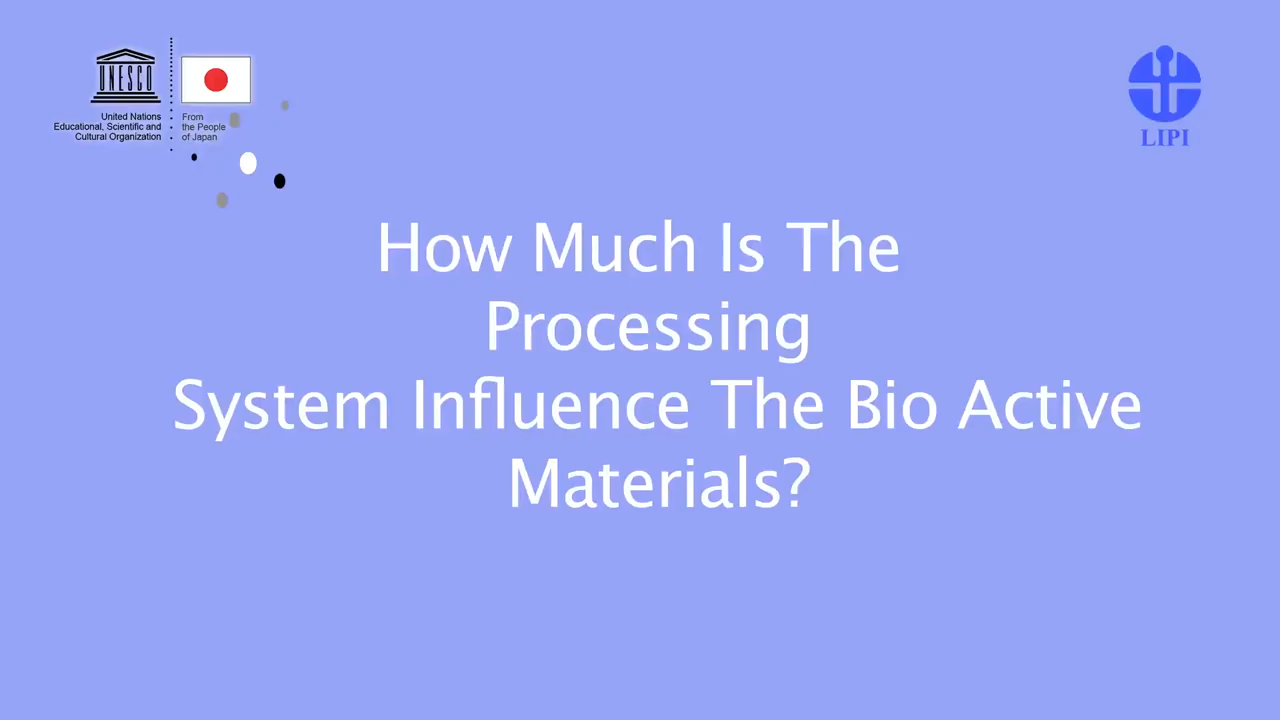 UNESCO
United Nations
Educational, Scientific and
Cultural Organization
From
the People
of Japan
LIPI
How Much Is The
Processing
System Influence The Bio Active
Materials?